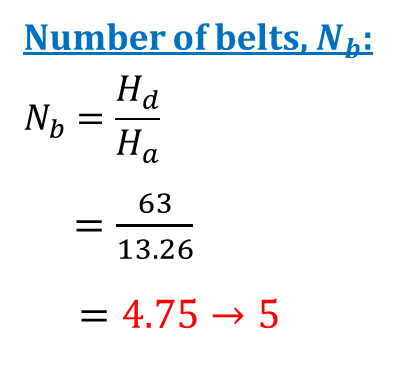 Number of belts, N_b:
N_b = H_d / H_a
= 63 / 13.26
= 4.75 → 5